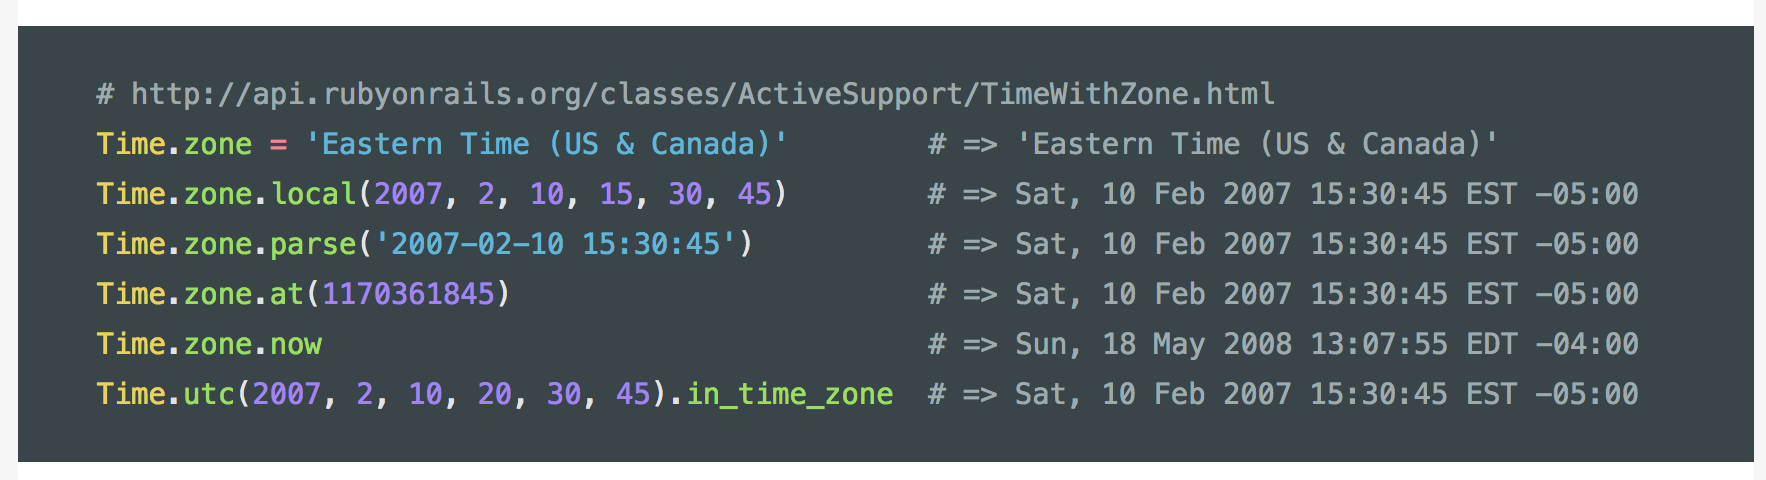 # http://api.rubyonrails.org/classes/ActiveSupport/TimeWithZone.html
Time.zone = 'Eastern Time (US & Canada)'        # => 'Eastern Time (US & Canada)'
Time.zone.local(2007, 2, 10, 15, 30, 45)        # => Sat, 10 Feb 2007 15:30:45 EST -05:00
Time.zone.parse('2007-02-10 15:30:45')          # => Sat, 10 Feb 2007 15:30:45 EST -05:00
Time.zone.at(1170361845)                        # => Sat, 10 Feb 2007 15:30:45 EST -05:00
Time.zone.now                                   # => Sun, 18 May 2008 13:07:55 EDT -04:00
Time.utc(2007, 2, 10, 20, 30, 45).in_time_zone  # => Sat, 10 Feb 2007 15:30:45 EST -05:00